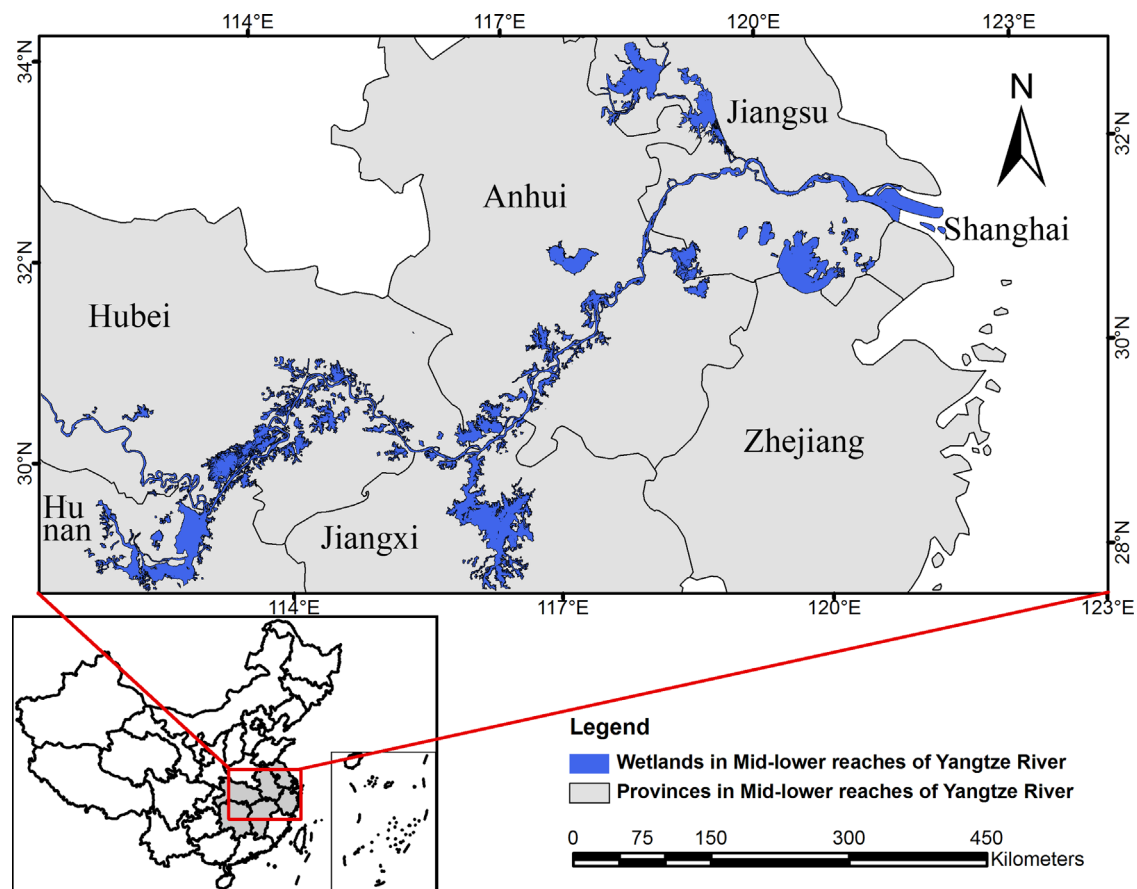 114°E 117°E 120°E 123°E
34°N
32°N
30°N
32°N
30°N
28°N
N
Jiangsu
Anhui
Shanghai
Hubei
Zhejiang
Hu
nan
Jiangxi
114°E 117°E 120°E 123°E
Legend
Wetlands in Mid-lower reaches of Yangtze River
Provinces in Mid-lower reaches of Yangtze River
0 75 150 300 450
Kilometers